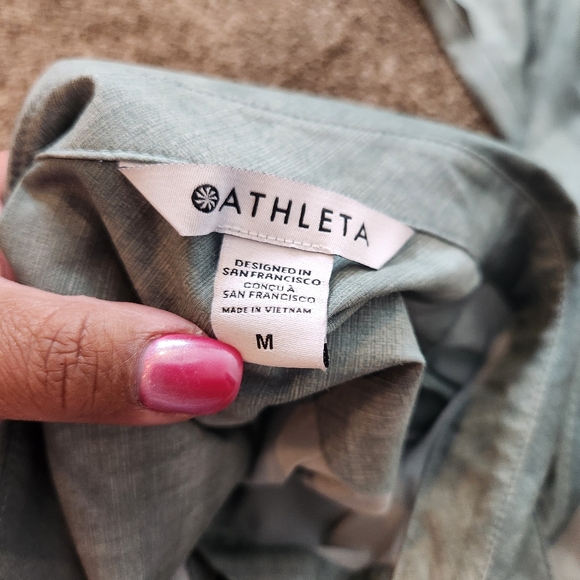 ATHLETA
DESIGNED IN
SAN FRANCISCO
CONÇU À
SAN FRANCISCO
MADE IN VIETNAM
M